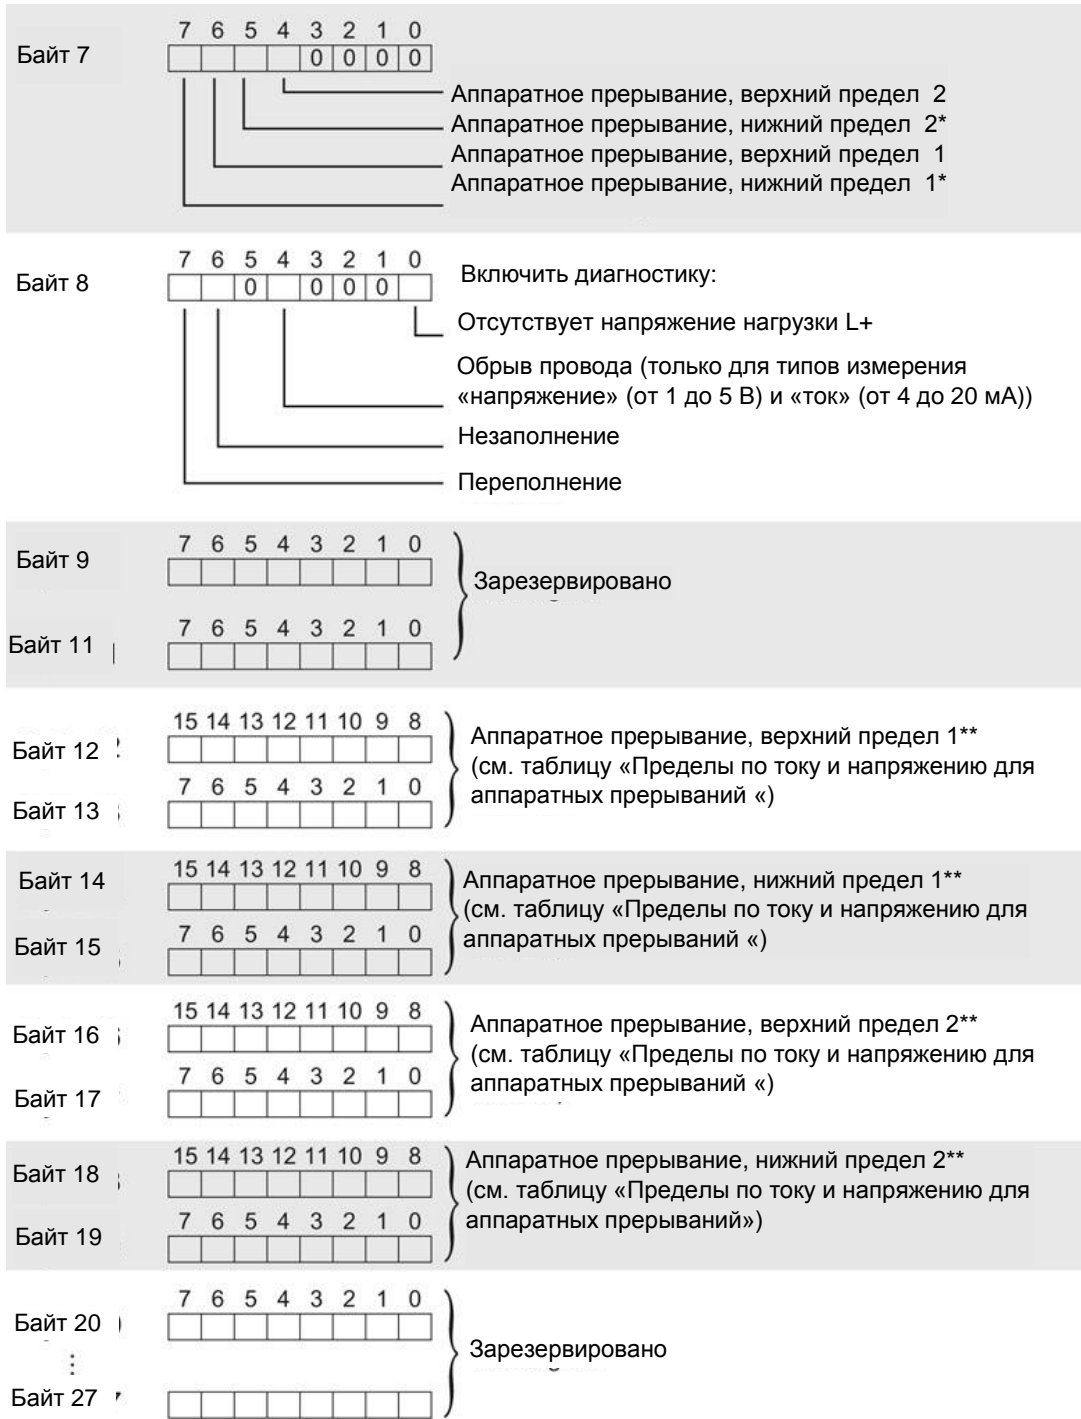 7 6 5 4 3 2 1 0
Байт 7
0 0 0 0
Аппаратное прерывание, верхний предел 2
Аппаратное прерывание, нижний предел 2*
Аппаратное прерывание, верхний предел 1
Аппаратное прерывание, нижний предел 1*
7 6 5 4 3 2 1 0
Байт 8
0 0 0 0
Включить диагностику:
Отсутствует напряжение нагрузки L+
Обрыв провода (только для типов измерения
«напряжение» (от 1 до 5 В) и «ток» (от 4 до 20 мА))
Незаполнение
Переполнение
7 6 5 4 3 2 1 0
Байт 9
Зарезервировано
7 6 5 4 3 2 1 0
Байт 11
15 14 13 12 11 10 9 8
Байт 12
7 6 5 4 3 2 1 0
Байт 13
Аппаратное прерывание, верхний предел 1**
(см. таблицу «Пределы по току и напряжению для
аппаратных прерываний «)
15 14 13 12 11 10 9 8
Байт 14
7 6 5 4 3 2 1 0
Байт 15
Аппаратное прерывание, нижний предел 1**
(см. таблицу «Пределы по току и напряжению для
аппаратных прерываний «)
15 14 13 12 11 10 9 8
Байт 16
7 6 5 4 3 2 1 0
Байт 17
Аппаратное прерывание, верхний предел 2**
(см. таблицу «Пределы по току и напряжению для
аппаратных прерываний «)
15 14 13 12 11 10 9 8
Байт 18
7 6 5 4 3 2 1 0
Байт 19
Аппаратное прерывание, нижний предел 2**
(см. таблицу «Пределы по току и напряжению для
аппаратных прерываний»)
7 6 5 4 3 2 1 0
Байт 20
⋮
Зарезервировано
Байт 27